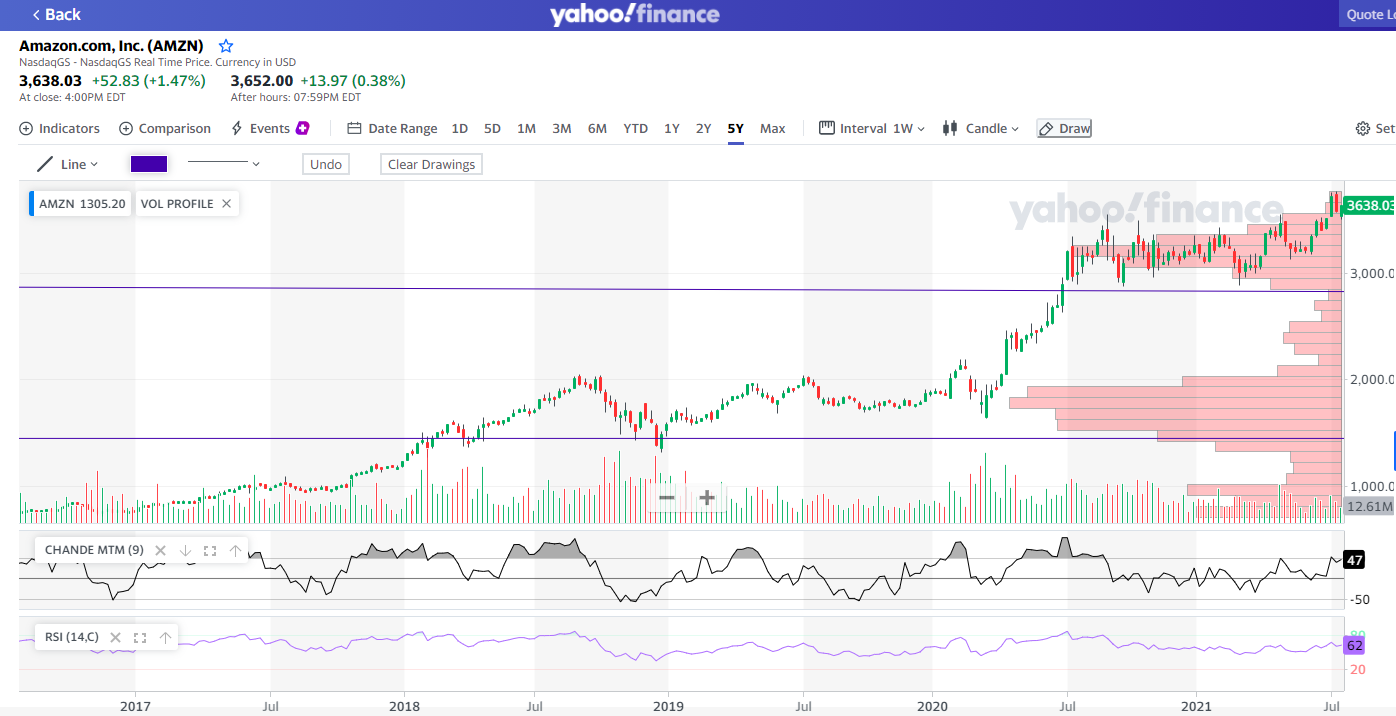 Back
yahoo!finance
Quote Lo
Amazon.com, Inc. (AMZN)
NasdaqGS - NasdaqGS Real Time Price. Currency in USD
3,638.03 +52.83 (+1.47%) 3,652.00 +13.97 (0.38%)
At close: 4:00PM EDT After hours: 07:59PM EDT
Indicators Comparison Events Date Range 1D 5D 1M 3M 6M YTD 1Y 2Y 5Y Max Interval 1W Candle Draw Set
Line Undo Clear Drawings
AMZN 1305.20 VOL PROFILE
yahoo!finance
3638.03
3,000.0
2,000.0
1,000.0
12.61M
CHANDE MTM (9)
47
-50
RSI (14,C)
80
62
20
2017 Jul 2018 Jul 2019 Jul 2020 Jul 2021 Jul